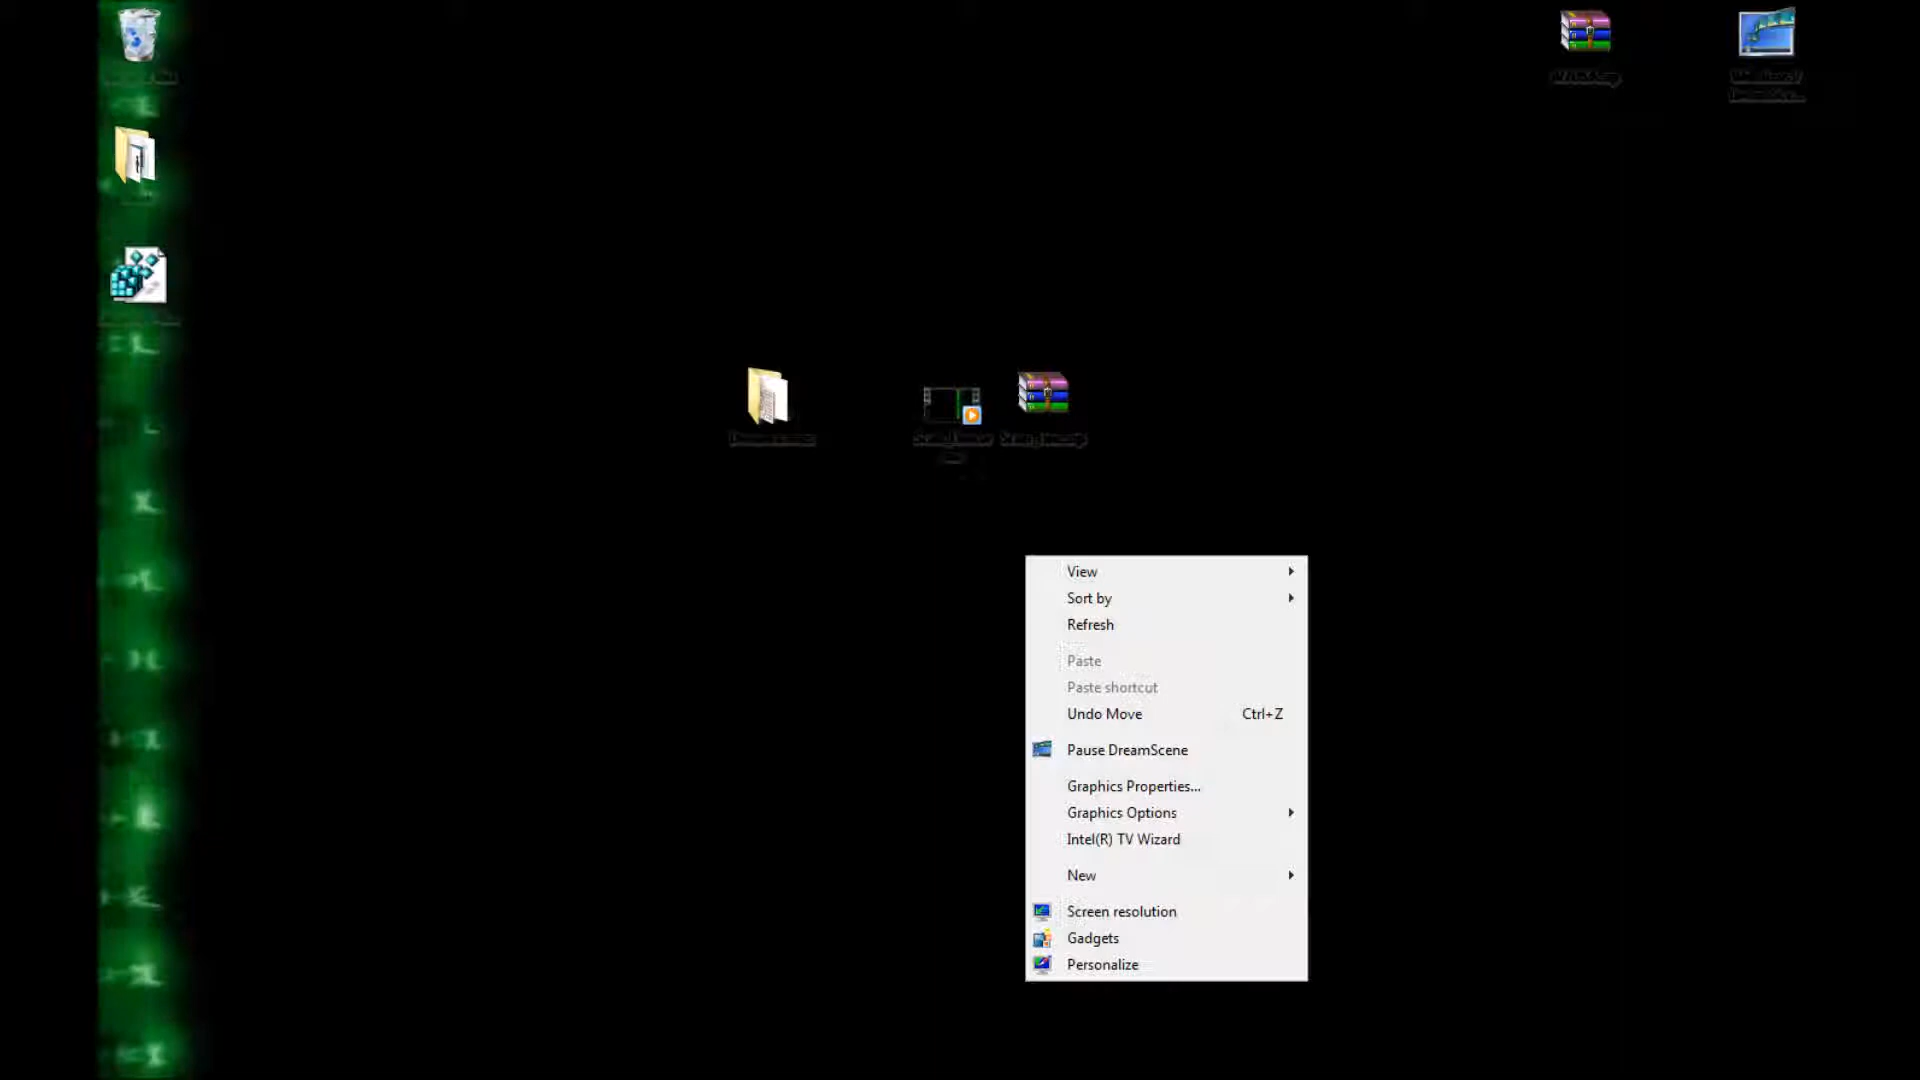 View
Sort by
Refresh
Paste
Paste shortcut
Undo Move Ctrl+Z
Pause DreamScene
Graphics Properties...
Graphics Options
Intel(R) TV Wizard
New
Screen resolution
Gadgets
Personalize